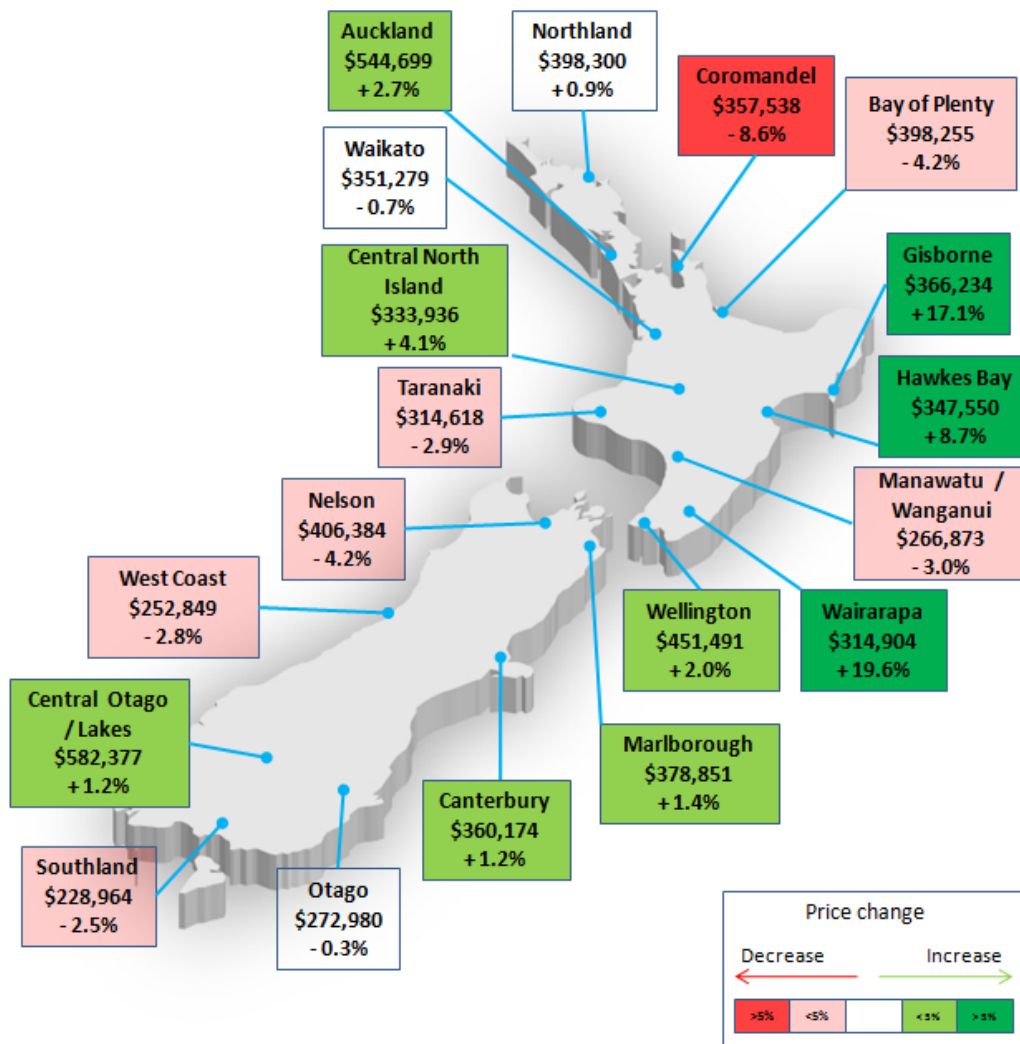 Auckland
$544,699
+ 2.7%
Northland
$398,300
+ 0.9%
Coromandel
$357,538
- 8.6%
Bay of Plenty
$398,255
- 4.2%
Waikato
$351,279
- 0.7%
Central North
Island
$333,936
+ 4.1%
Gisborne
$366,234
+ 17.1%
Taranaki
$314,618
- 2.9%
Hawkes Bay
$347,550
+ 8.7%
Nelson
$406,384
- 4.2%
Manawatu /
Wanganui
$266,873
- 3.0%
West Coast
$252,849
- 2.8%
Wellington
$451,491
+ 2.0%
Wairarapa
$314,904
+ 19.6%
Central Otago
/ Lakes
$582,377
+ 1.2%
Marlborough
$378,851
+ 1.4%
Canterbury
$360,174
+ 1.2%
Southland
$228,964
- 2.5%
Otago
$272,980
- 0.3%
Price change
Decrease Increase
>5% <5% <5% >5%